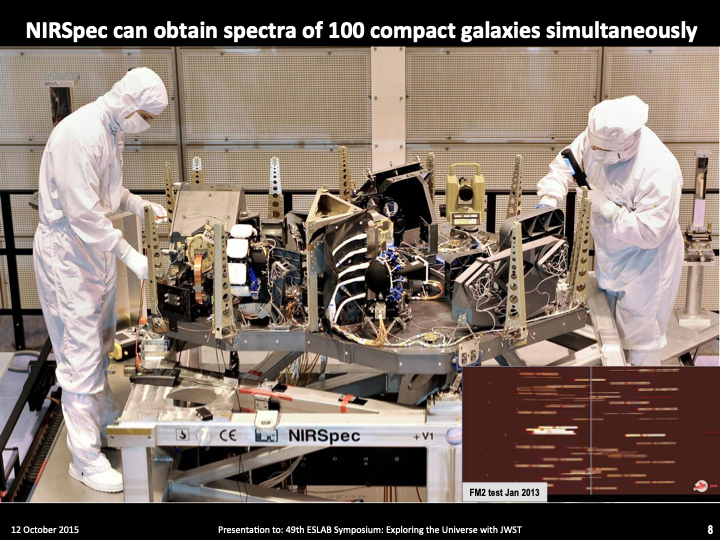 NIRSpec can obtain spectra of 100 compact galaxies simultaneously
CE
NIRSpec
+V1
FM2 test Jan 2013
12 October 2015
Presentation to: 49th ESLAB Symposium: Exploring the Universe with JWST
8